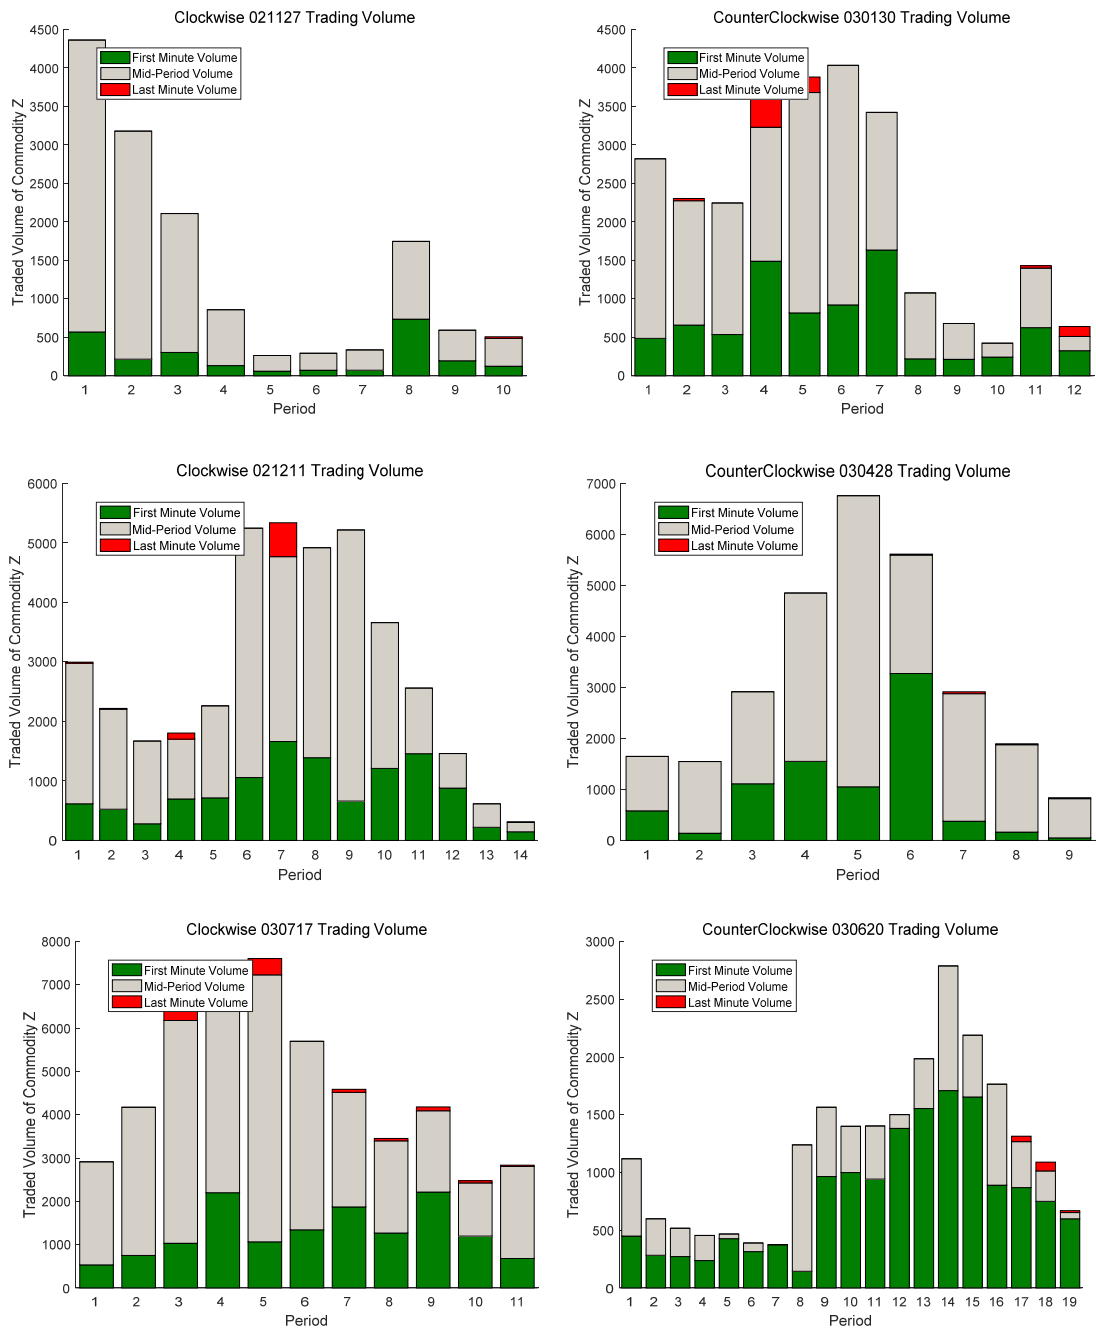 Clockwise 021127 Trading Volume
4500
4000
3500
3000
2500
2000
1500
1000
500
0
Traded Volume of Commodity Z
First Minute Volume
Mid-Period Volume
Last Minute Volume
1 2 3 4 5 6 7 8 9 10
Period
CounterClockwise 030130 Trading Volume
4500
4000
3500
3000
2500
2000
1500
1000
500
0
Traded Volume of Commodity Z
First Minute Volume
Mid-Period Volume
Last Minute Volume
1 2 3 4 5 6 7 8 9 10 11 12
Period
Clockwise 021211 Trading Volume
6000
5000
4000
3000
2000
1000
0
Traded Volume of Commodity Z
First Minute Volume
Mid-Period Volume
Last Minute Volume
1 2 3 4 5 6 7 8 9 10 11 12 13 14
Period
CounterClockwise 030428 Trading Volume
7000
6000
5000
4000
3000
2000
1000
0
Traded Volume of Commodity Z
First Minute Volume
Mid-Period Volume
Last Minute Volume
1 2 3 4 5 6 7 8 9
Period
Clockwise 030717 Trading Volume
8000
7000
6000
5000
4000
3000
2000
1000
0
Traded Volume of Commodity Z
First Minute Volume
Mid-Period Volume
Last Minute Volume
1 2 3 4 5 6 7 8 9 10 11
Period
CounterClockwise 030620 Trading Volume
3000
2500
2000
1500
1000
500
0
Traded Volume of Commodity Z
First Minute Volume
Mid-Period Volume
Last Minute Volume
1 2 3 4 5 6 7 8 9 10 11 12 13 14 15 16 17 18 19
Period